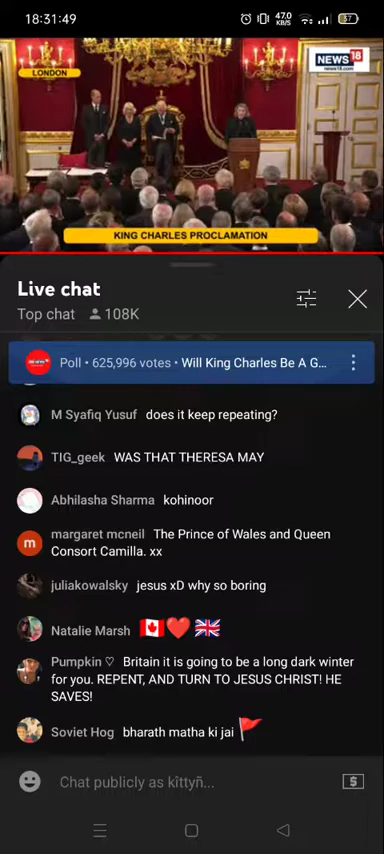 18:31:49
47.0
KB/S
57
LONDON
NEWS 18
news18.com
KING CHARLES PROCLAMATION
Live chat
Top chat 108K
Poll • 625,996 votes • Will King Charles Be A G...
M Syafiq Yusuf does it keep repeating?
TIG_geek WAS THAT THERESA MAY
Abhilasha Sharma kohinoor
m
margaret mcneil The Prince of Wales and Queen
Consort Camilla. xx
juliakowalsky jesus xD why so boring
Natalie Marsh 🇨🇦❤️🇬🇧
Pumpkin ♡ Britain it is going to be a long dark winter
for you. REPENT, AND TURN TO JESUS CHRIST! HE
SAVES!
Soviet Hog bharath matha ki jai 🚩
Chat publicly as kîttyñ...
$